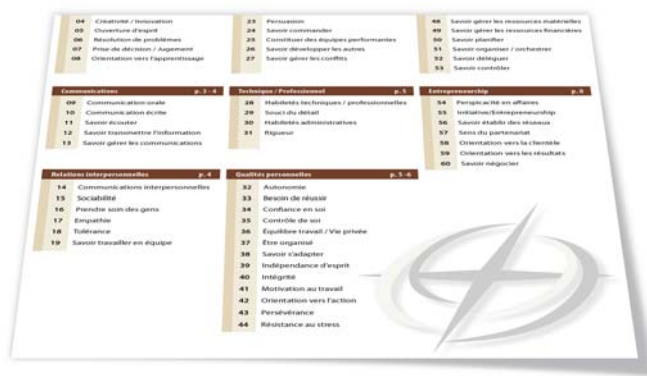 04 Créativité / Innovation
05 Ouverture d'esprit
06 Résolution de problèmes
07 Prise de décision / Jugement
08 Orientation vers l'apprentissage
23 Persuasion
24 Savoir commander
25 Constituer des équipes performantes
26 Savoir développer les autres
27 Savoir gérer les conflits
48 Savoir gérer les ressources matérielles
49 Savoir gérer les ressources financières
50 Savoir planifier
51 Savoir organiser / orchestrer
52 Savoir déléguer
53 Savoir contrôler
Communications p. 3 - 4
09 Communication orale
10 Communication écrite
11 Savoir écouter
12 Savoir transmettre l'information
13 Savoir gérer les communications
Technique / Professionnel p. 5
28 Habiletés techniques / professionnelles
29 Souci du détail
30 Habiletés administratives
31 Rigueur
Entrepreneurship p. 6
54 Perspicacité en affaires
55 Initiative/Entrepreneurship
56 Savoir établir des réseaux
57 Sens du partenariat
58 Orientation vers la clientèle
59 Orientation vers les résultats
60 Savoir négocier
Relations interpersonnelles p. 4
14 Communications interpersonnelles
15 Sociabilité
16 Prendre soin des gens
17 Empathie
18 Tolérance
19 Savoir travailler en équipe
Qualités personnelles p. 5 -6
32 Autonomie
33 Besoin de réussir
34 Confiance en soi
35 Contrôle de soi
36 Équilibre travail / Vie privée
37 Être organisé
38 Savoir s'adapter
39 Indépendance d'esprit
40 Intégrité
41 Motivation au travail
42 Orientation vers l'action
43 Persévérance
44 Résistance au stress